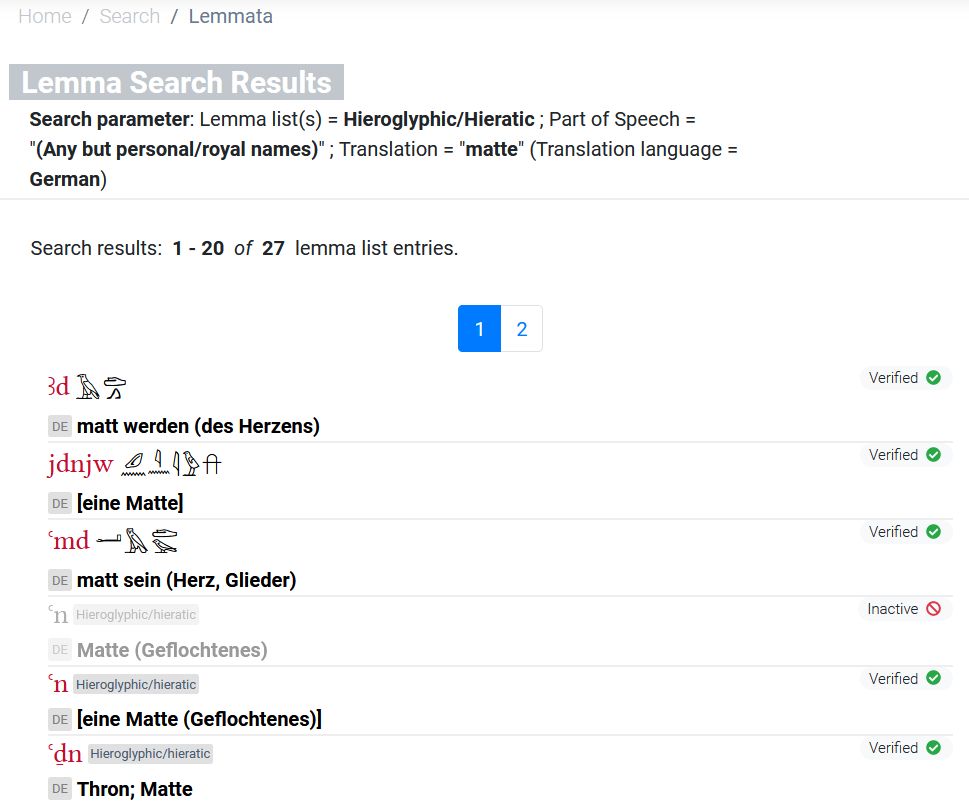 Home / Search / Lemmata
Lemma Search Results
Search parameter: Lemma list(s) = Hieroglyphic/Hieratic ; Part of Speech =
"(Any but personal/royal names)" ; Translation = "matte" (Translation language =
German)
Search results: 1 - 20 of 27 lemma list entries.
1 2
ꜣd Verified
DE matt werden (des Herzens)
jdnjw Verified
DE [eine Matte]
ꜥmd Verified
DE matt sein (Herz, Glieder)
ꜥn Hieroglyphic/hieratic Inactive
DE Matte (Geflochtenes)
ꜥn Hieroglyphic/hieratic Verified
DE [eine Matte (Geflochtenes)]
ꜥḏn Hieroglyphic/hieratic Verified
DE Thron; Matte